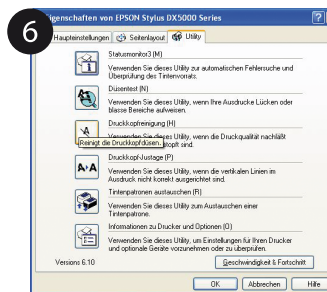 6
Eigenschaften von EPSON Stylus DX5000 Series
Haupteinstellungen Seitenlayout Utility
Statusmonitor3 (M)
Verwenden Sie dieses Utility zur automatischen Fehlersuche und
Überprüfung des Tintenvorrats.
Düsentest (N)
Verwenden Sie dieses Utility, wenn Ihre Ausdrucke Lücken oder
blasse Bereiche aufweisen.
Druckkopfreinigung (H)
Verwenden Sie dieses Utility, wenn die Druckqualität nachläßt
Reinigt die Druckkopfdüsen. stopft sind.
Druckkopf-Justage (P)
Verwenden Sie dieses Utility, wenn die vertikalen Linien im
Ausdruck nicht korrekt ausgerichtet sind.
Tintenpatronen austauschen (R)
Verwenden Sie dieses Utility zum Austauschen einer
Tintenpatrone.
Informationen zu Drucker und Optionen (O)
Verwenden Sie dieses Utility, um Einstellungen für Ihren Drucker
und optionale Geräte vorzunehmen oder zu überprüfen.
Versions 6.10 Geschwindigkeit & Fortschritt
OK Abbrechen Hilfe